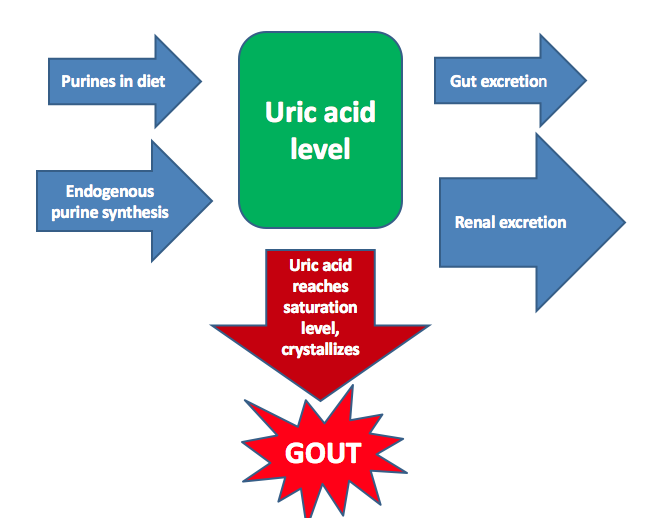 Purines in diet
Endogenous
purine synthesis
Uric acid
level
Gut excretion
Renal excretion
Uric acid
reaches
saturation
level,
crystallizes
GOUT